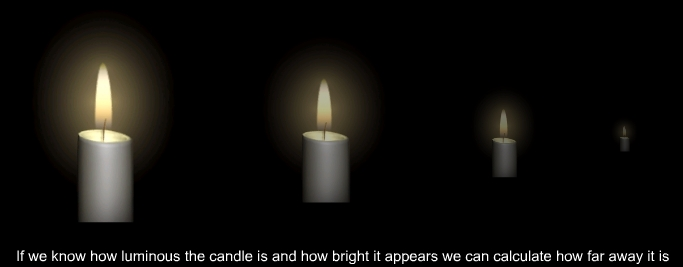 If we know how luminous the candle is and how bright it appears we can calculate how far away it is